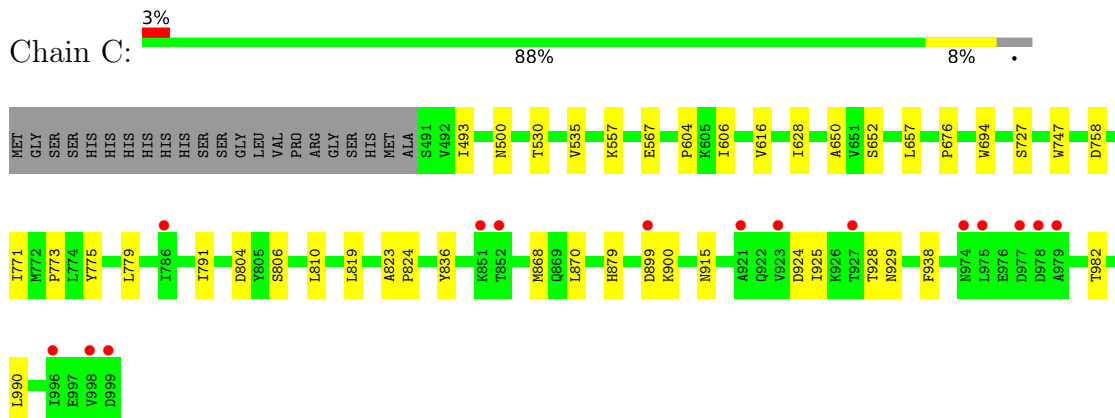 3%
Chain C:
88% 8% •
MET GLY SER SER HIS HIS HIS HIS HIS HIS SER SER GLY LEU VAL PRO ARG GLY SER HIS MET ALA S491 V492 I493 N500 T530 V535 K557 E567 P604 K605 I606 V616 I628 A650 V651 S652 L657 P676 W694 S727 W747 D758
I771 M772 P773 L774 Y775 L779 I786 I791 D804 Y805 S806 L810 L819 A823 P824 Y836 K851 T852 M868 Q869 L870 H879 D899 K900 N915 A921 Q922 V923 D924 I925 K926 T927 T928 N929 F938 N974 L975 E976 D977 D978 A979 T982
L990 I996 E997 V998 D999